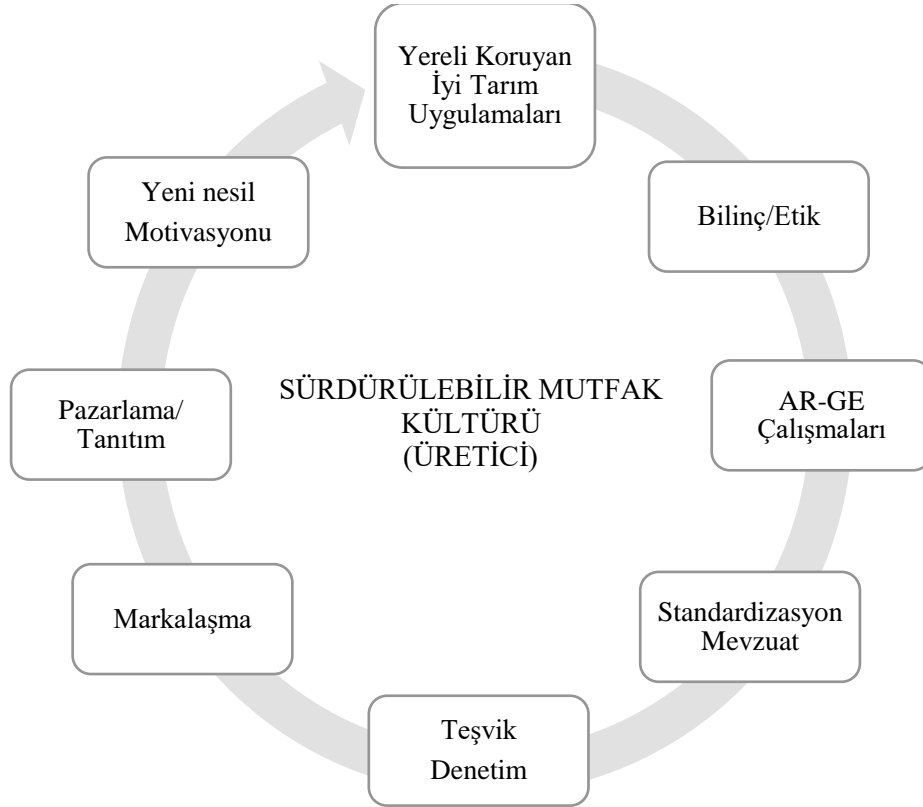 Yereli Koruyan
İyi Tarım
Uygulamaları
Bilinç/Etik
AR-GE
Çalışmaları
Standardizasyon
Mevzuat
Teşvik
Denetim
Markalaşma
Pazarlama/
Tanıtım
Yeni nesil
Motivasyonu
SÜRDÜRÜLEBİLİR MUTFAK
KÜLTÜRÜ
(ÜRETİCİ)